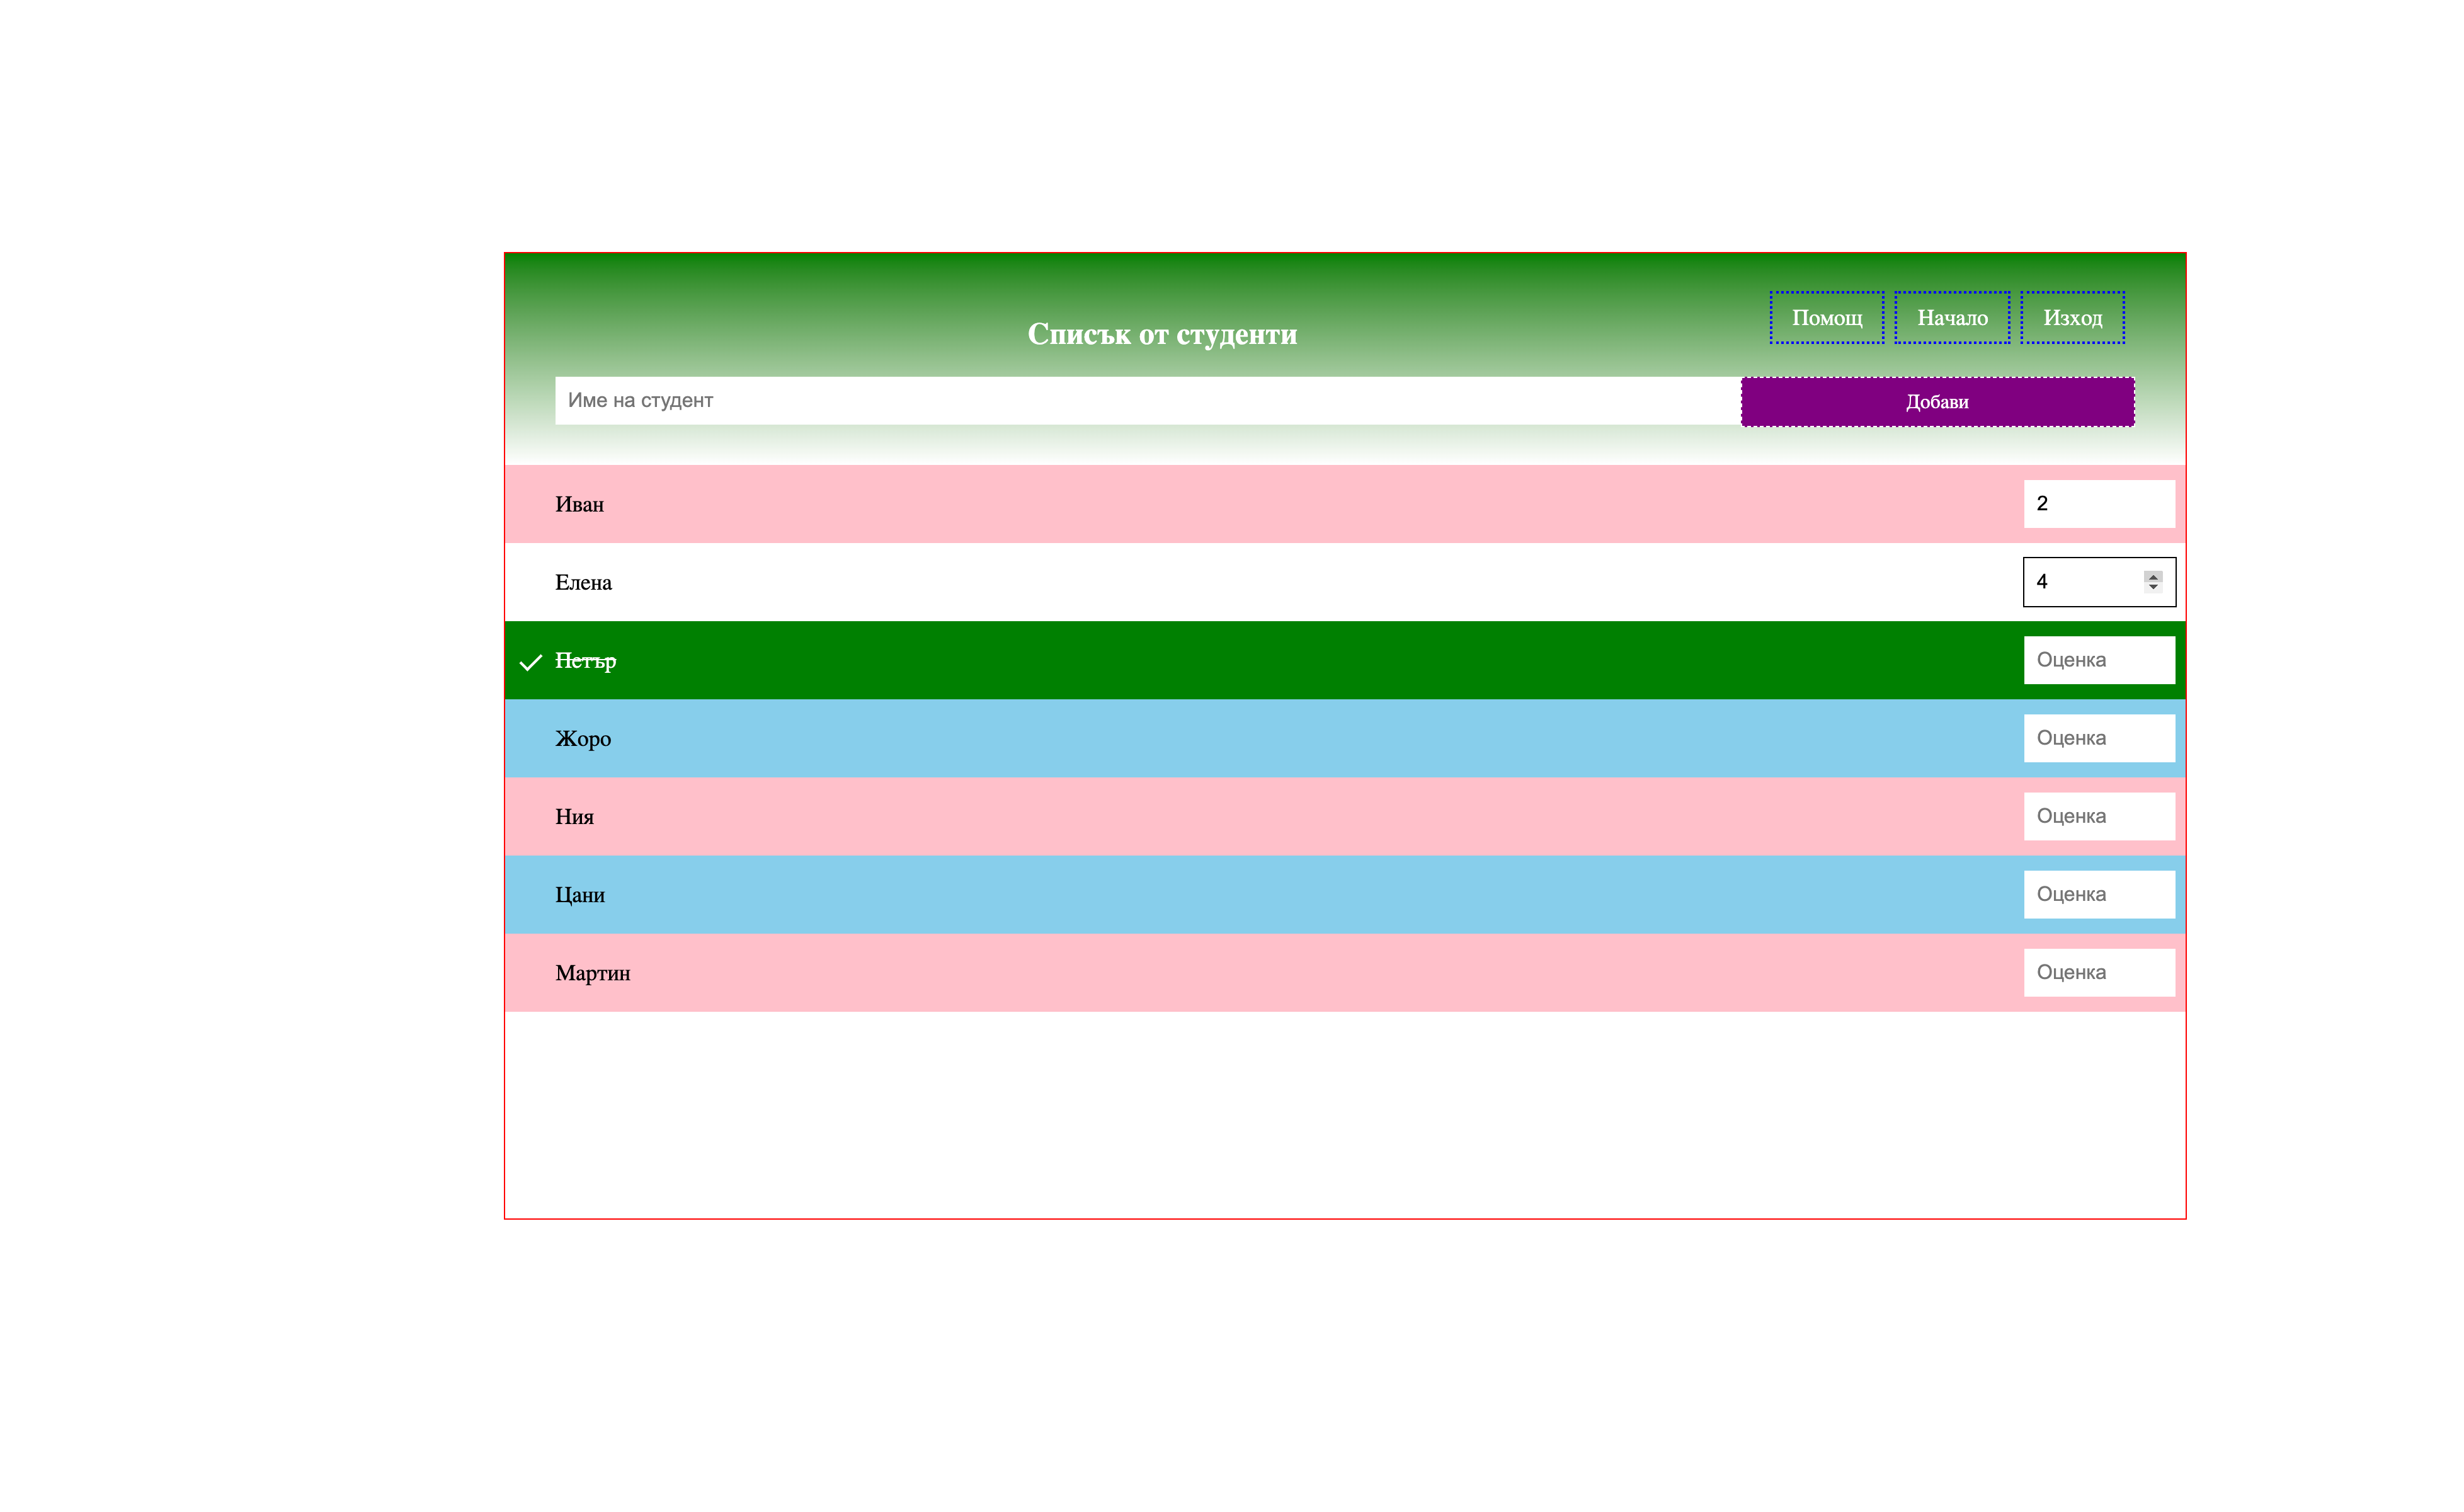 Помощ
Начало
Изход
Списък от студенти
Име на студент
Добави
Иван
2
Елена
4
Петър
Оценка
Жоро
Оценка
Ния
Оценка
Цани
Оценка
Мартин
Оценка